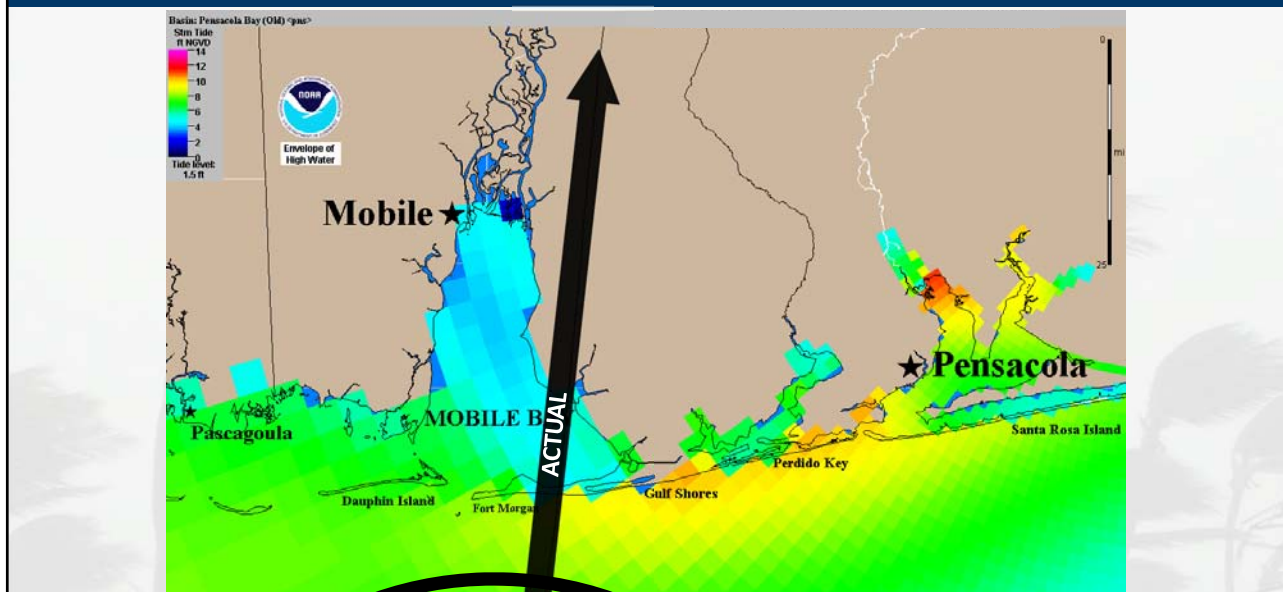 Basin: Pensacola Bay (Old) <pns>
Stm Tide
ft NGVD
14
12
10
8
6
4
2
0
Tide level:
1.5 ft
NOAA
Envelope of
High Water
0
mi
25
Mobile
Pensacola
MOBILE B
ACTUAL
Pascagoula
Santa Rosa Island
Perdido Key
Gulf Shores
Dauphin Island
Fort Morgan